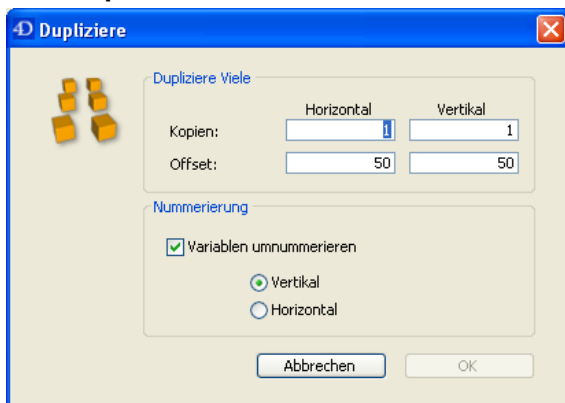 4D Dupliziere
Dupliziere Viele
Horizontal Vertikal
Kopien: 1 1
Offset: 50 50
Nummerierung
Variablen umnummerieren
Vertikal
Horizontal
Abbrechen OK